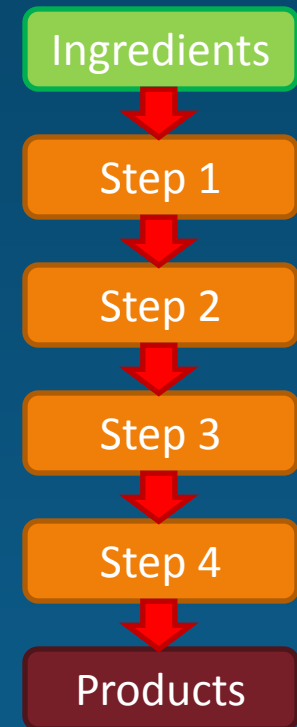 Ingredients
Step 1
Step 2
Step 3
Step 4
Products